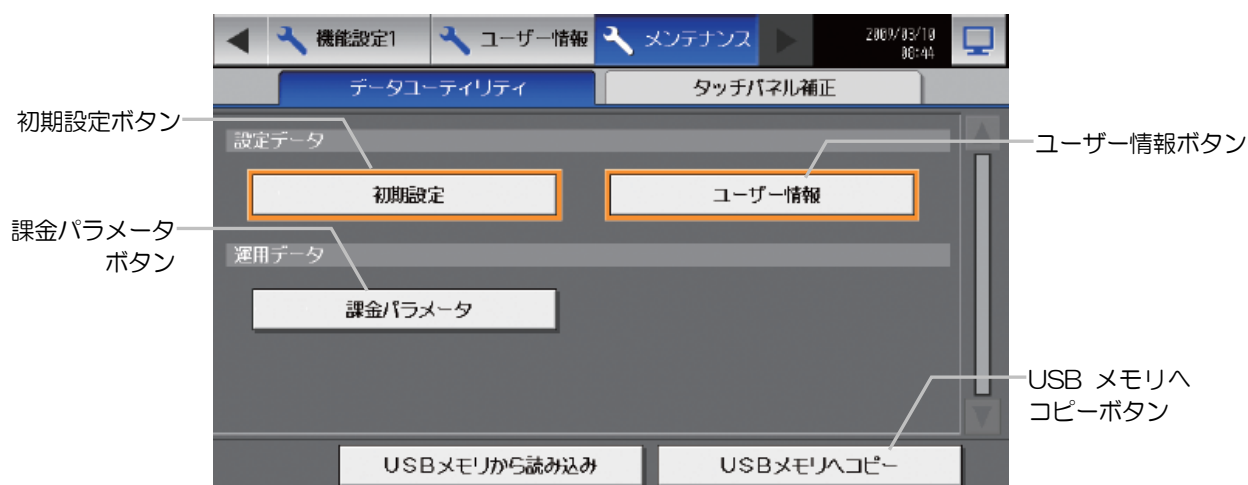 機能設定1
ユーザー情報
メンテナンス
2009/03/10
08:44
データユーティリティ
タッチパネル補正
初期設定ボタン
設定データ
ユーザー情報ボタン
初期設定
ユーザー情報
課金パラメータ
ボタン
運用データ
課金パラメータ
USB メモリへ
コピーボタン
USBメモリから読み込み
USBメモリへコピー